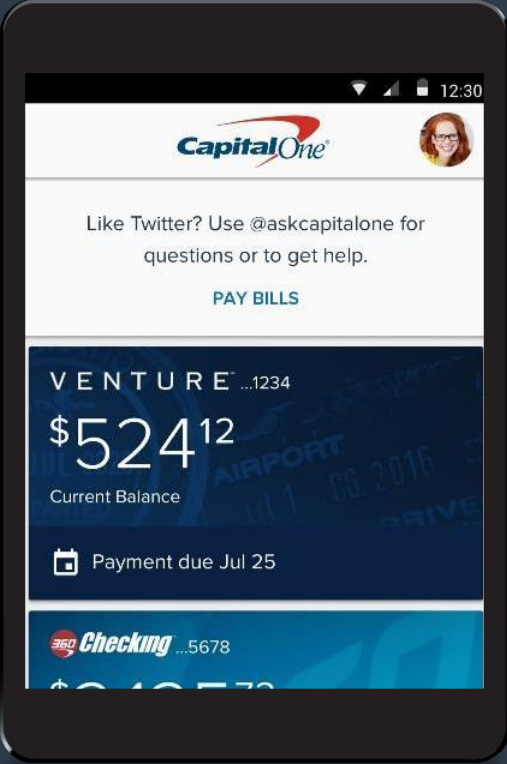 12:30
CapitalOne®
Like Twitter? Use @askcapitalone for
questions or to get help.
PAY BILLS
VENTURE ...1234
$524 12
AIRPORT
2016
Current Balance
Payment due Jul 25
360 Checking ...5678